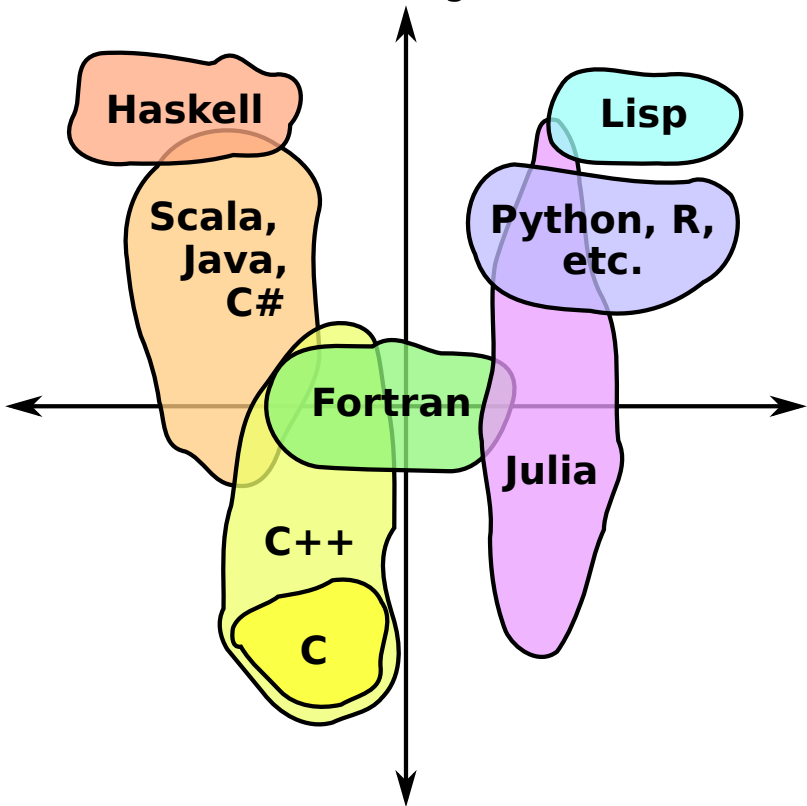 Haskell
Lisp
Scala,
Java,
C#
Python, R,
etc.
Fortran
Julia
C++
C